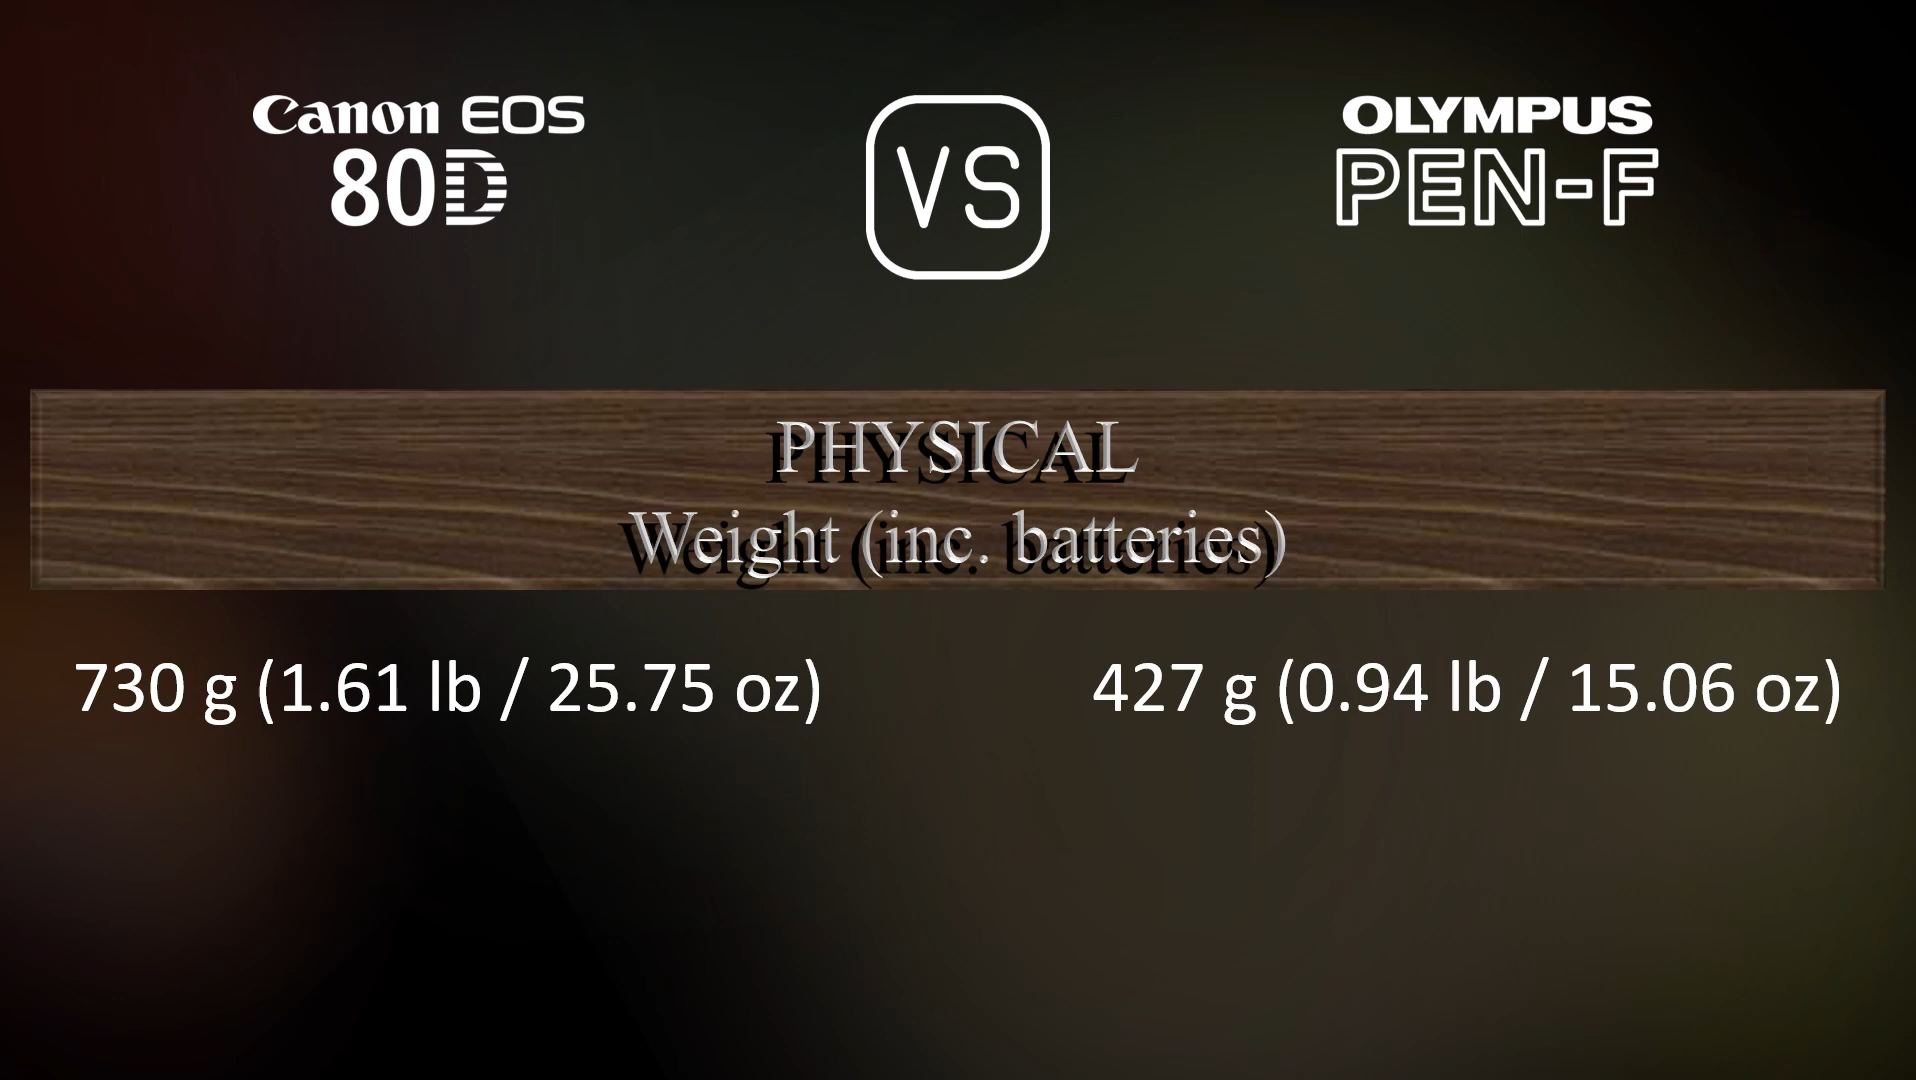 Canon EOS
80D
VS
OLYMPUS
PEN-F
PHYSICAL
Weight (inc. batteries)
730 g (1.61 lb / 25.75 oz)
427 g (0.94 lb / 15.06 oz)